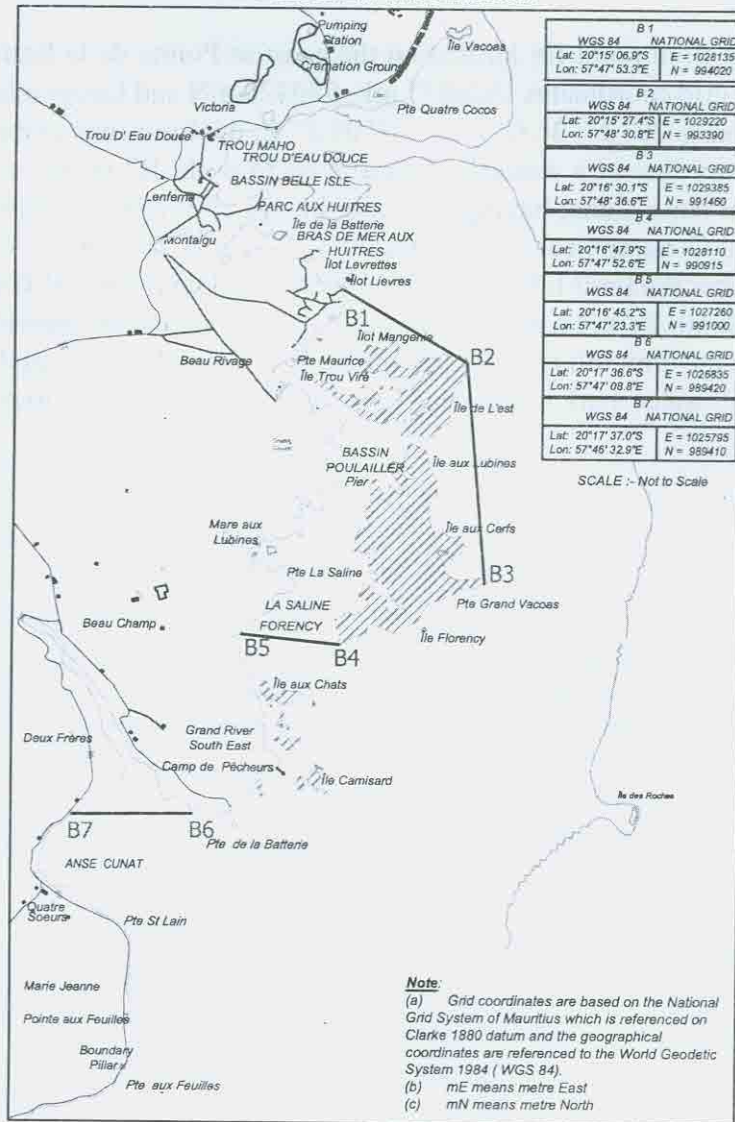 Pumping
Station
Cremation Ground
Île Vacoas
Victoria
Pte Quatre Cocos
Trou D' Eau Douce
TROU MAHO
TROU D'EAU DOUCE
BASSIN BELLE ISLE
Lenferna
PARC AUX HUITRES
Île de la Batterie
Montalgu
BRAS DE MER AUX
HUITRES
Îlot Levrettes
Îlot Lievres
B1
Îlot Mangenie
B2
Beau Rivage
Pte Maurice
Île Trou Viré
Île de L'est
BASSIN
POULAILLER
Pier
Île aux Lubines
Mare aux
Lubines
Île aux Cerfs
Pte La Saline
B3
Pte Grand Vacoas
LA SALINE
FORENCY
Beau Champ
Île Florency
B5
B4
Île aux Chats
Grand River
South East
Deux Frères
Camp de Pêcheurs
Île Camisard
Île des Roches
B7
B6
Pte de la Batterie
ANSE CUNAT
Quatre
Soeurs
Pte St Lain
Marie Jeanne
Pointe aux Feuilles
Boundary
Pillar
Pte aux Feuilles
B 1
WGS 84 NATIONAL GRID
Lat: 20°15' 06.9"S E = 1028135
Lon: 57°47' 53.3"E N = 994020
B 2
WGS 84 NATIONAL GRID
Lat: 20°15' 27.4"S E = 1029220
Lon: 57°48' 30.8"E N = 993390
B 3
WGS 84 NATIONAL GRID
Lat: 20°16' 30.1"S E = 1029385
Lon: 57°48' 36.6"E N = 991460
B 4
WGS 84 NATIONAL GRID
Lat: 20°16' 47.9"S E = 1028110
Lon: 57°47' 52.6"E N = 990915
B 5
WGS 84 NATIONAL GRID
Lat: 20°16' 45.2"S E = 1027260
Lon: 57°47' 23.3"E N = 991000
B 6
WGS 84 NATIONAL GRID
Lat: 20°17' 36.6"S E = 1026835
Lon: 57°47' 08.8"E N = 989420
B 7
WGS 84 NATIONAL GRID
Lat: 20°17' 37.0"S E = 1025795
Lon: 57°46' 32.9"E N = 989410
SCALE :- Not to Scale
Note:
(a) Grid coordinates are based on the National
Grid System of Mauritius which is referenced on
Clarke 1880 datum and the geographical
coordinates are referenced to the World Geodetic
System 1984 ( WGS 84).
(b) mE means metre East
(c) mN means metre North